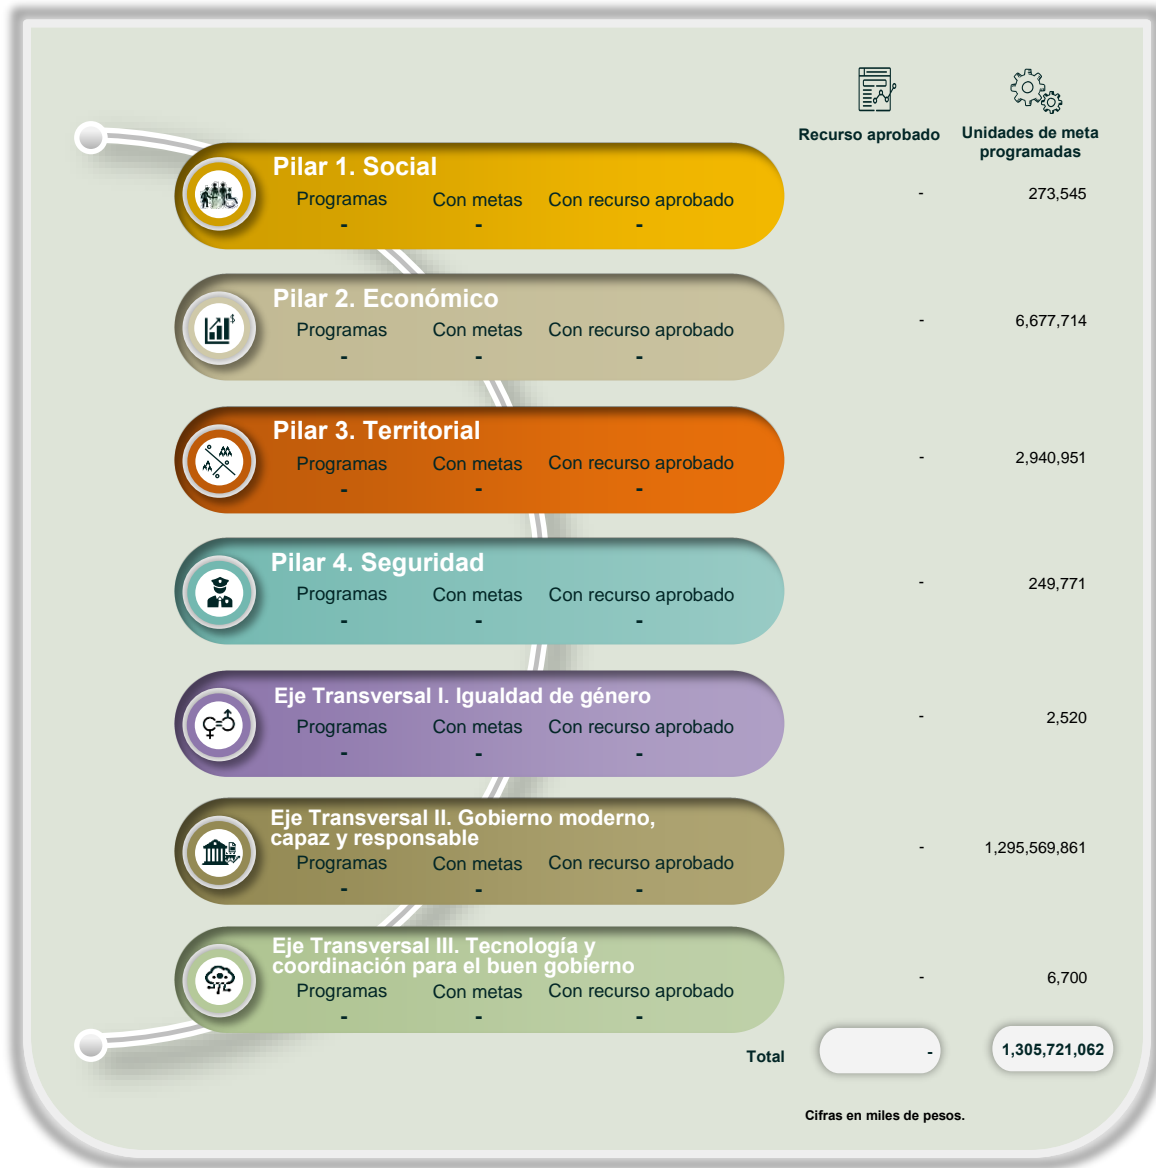 Recurso aprobado
Unidades de meta
programadas
Pilar 1. Social
Programas Con metas Con recurso aprobado
- - -
- 273,545
Pilar 2. Económico
Programas Con metas Con recurso aprobado
- - -
- 6,677,714
Pilar 3. Territorial
Programas Con metas Con recurso aprobado
- - -
- 2,940,951
Pilar 4. Seguridad
Programas Con metas Con recurso aprobado
- - -
- 249,771
Eje Transversal I. Igualdad de género
Programas Con metas Con recurso aprobado
- - -
- 2,520
Eje Transversal II. Gobierno moderno,
capaz y responsable
Programas Con metas Con recurso aprobado
- - -
- 1,295,569,861
Eje Transversal III. Tecnología y
coordinación para el buen gobierno
Programas Con metas Con recurso aprobado
- - -
- 6,700
Total - 1,305,721,062
Cifras en miles de pesos.